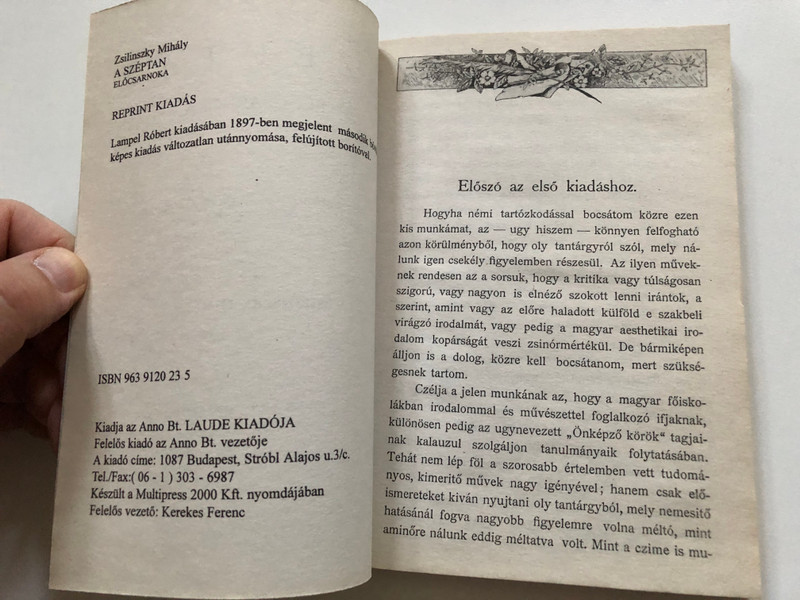 Zsilinszky Mihály
A SZÉPTAN
ELŐCSARNOKA
REPRINT KIADÁS
Lampel Róbert kiadásában 1897-ben megjelent második
képes kiadás változatlan utánnyomása, felújított borítóval.
ISBN 963 9120 23 5
Kiadja az Anno Bt. LAUDE KIADÓJA
Felelős kiadó az Anno Bt. vezetője
A kiadó címe: 1087 Budapest, Stróbl Alajos u.3/c.
Tel./Fax:( 06 - 1 ) 303 - 6987
Készült a Multipress 2000 Kft. nyomdájában
Felelős vezető: Kerekes Ferenc
Előszó az első kiadáshoz.
Hogyha némi tartózkodással bocsátom közre ezen
kis munkámat, az — ugy hiszem — könnyen felfogható
azon körülményből, hogy oly tantárgyról szól, mely ná-
lunk igen csekély figyelemben részesül. Az ilyen művek-
nek rendesen az a sorsuk, hogy a kritika vagy túlságosan
szigorú, vagy nagyon is elnéző szokott lenni irántok, a
szerint, amint vagy az előre haladott külföld e szakbeli
virágzó irodalmát, vagy pedig a magyar aesthetikai iro-
dalom kopárságát veszi zsinórmértékül. De bármiképen
álljon is a dolog, közre kell bocsátanom, mert szüksé-
gesnek tartom.
Czélja a jelen munkának az, hogy a magyar főisko-
lákban irodalommal és művészettel foglalkozó ifjaknak,
különösen pedig az ugynevezett „Önképző körök" tagjai-
nak kalauzul szolgáljon tanulmányaik folytatásában.
Tehát nem lép föl a szorosabb értelemben vett tudomá-
nyos, kimeritő művek nagy igényével; hanem csak elő-
ismereteket kiván nyujtani oly tantárgyból, mely nemesitő
hatásánál fogva nagyobb figyelemre volna méltó, mint
aminőre nálunk eddig méltatva volt. Mint a czime is mu-